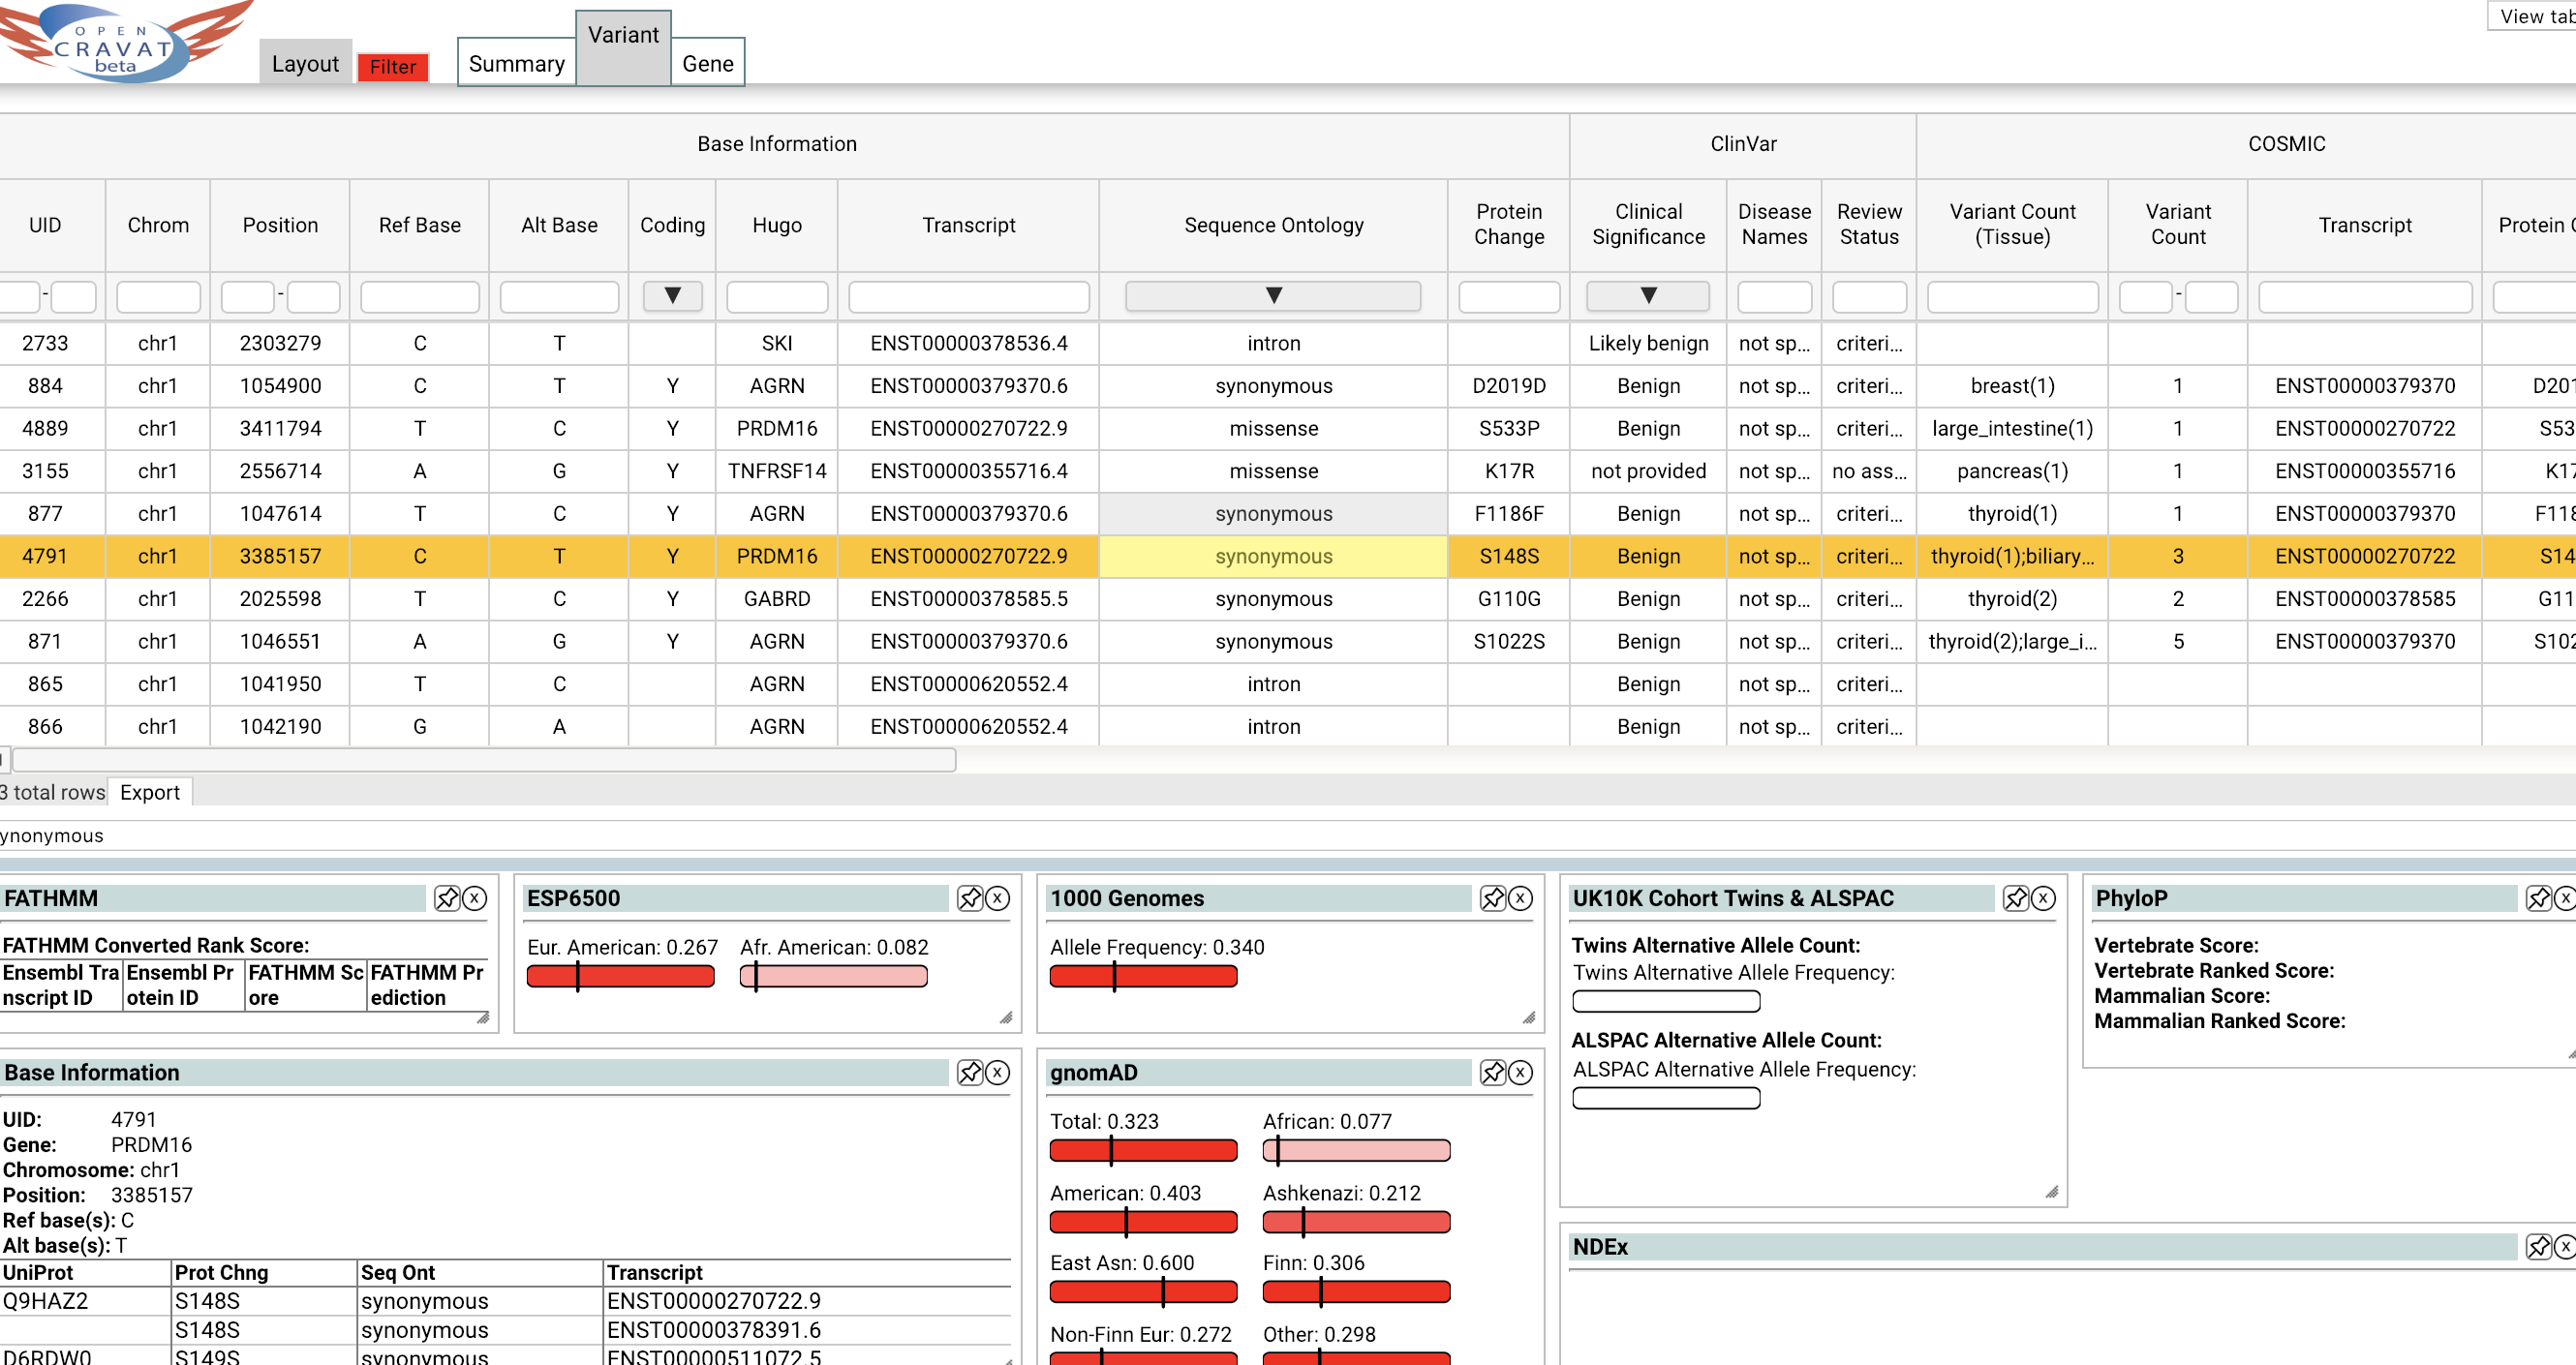 OPEN
CRAVAT
beta
Layout Filter Summary Variant Gene View tab
Base Information ClinVar COSMIC
UID Chrom Position Ref Base Alt Base Coding Hugo Transcript Sequence Ontology Protein Change Clinical Significance Disease Names Review Status Variant Count (Tissue) Variant Count Transcript Protein C
- - ▼ ▼ ▼ -
2733 chr1 2303279 C T SKI ENST00000378536.4 intron Likely benign not sp... criteri...
884 chr1 1054900 C T Y AGRN ENST00000379370.6 synonymous D2019D Benign not sp... criteri... breast(1) 1 ENST00000379370 D201
4889 chr1 3411794 T C Y PRDM16 ENST00000270722.9 missense S533P Benign not sp... criteri... large_intestine(1) 1 ENST00000270722 S53
3155 chr1 2556714 A G Y TNFRSF14 ENST00000355716.4 missense K17R not provided not sp... no ass... pancreas(1) 1 ENST00000355716 K17
877 chr1 1047614 T C Y AGRN ENST00000379370.6 synonymous F1186F Benign not sp... criteri... thyroid(1) 1 ENST00000379370 F118
4791 chr1 3385157 C T Y PRDM16 ENST00000270722.9 synonymous S148S Benign not sp... criteri... thyroid(1);biliary... 3 ENST00000270722 S14
2266 chr1 2025598 T C Y GABRD ENST00000378585.5 synonymous G110G Benign not sp... criteri... thyroid(2) 2 ENST00000378585 G11
871 chr1 1046551 A G Y AGRN ENST00000379370.6 synonymous S1022S Benign not sp... criteri... thyroid(2);large_i... 5 ENST00000379370 S102
865 chr1 1041950 T C AGRN ENST00000620552.4 intron Benign not sp... criteri...
866 chr1 1042190 G A AGRN ENST00000620552.4 intron Benign not sp... criteri...
3 total rows Export
ynonymous
FATHMM
FATHMM Converted Rank Score:
Ensembl Tra Ensembl Pr FATHMM Sc FATHMM Pr
nscript ID otein ID ore ediction
ESP6500
Eur. American: 0.267 Afr. American: 0.082
1000 Genomes
Allele Frequency: 0.340
UK10K Cohort Twins & ALSPAC
Twins Alternative Allele Count:
Twins Alternative Allele Frequency:
ALSPAC Alternative Allele Count:
ALSPAC Alternative Allele Frequency:
PhyloP
Vertebrate Score:
Vertebrate Ranked Score:
Mammalian Score:
Mammalian Ranked Score:
Base Information
UID: 4791
Gene: PRDM16
Chromosome: chr1
Position: 3385157
Ref base(s): C
Alt base(s): T
UniProt Prot Chng Seq Ont Transcript
Q9HAZ2 S148S synonymous ENST00000270722.9
S148S synonymous ENST00000378391.6
D6RDW0 S149S synonymous ENST00000511072.5
gnomAD
Total: 0.323 African: 0.077
American: 0.403 Ashkenazi: 0.212
East Asn: 0.600 Finn: 0.306
Non-Finn Eur: 0.272 Other: 0.298
NDEx